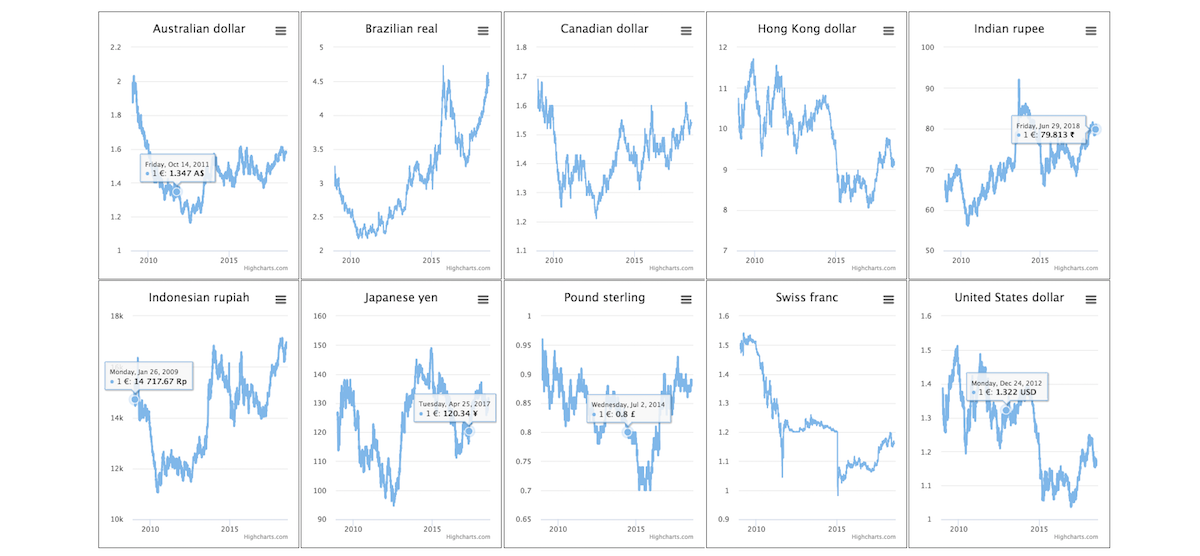 Australian dollar
2.2
2
1.8
1.6
1.4
1.2
1
Friday, Oct 14, 2011
● 1 €: 1.347 A$
2010
2015
Highcharts.com
Brazilian real
5
4.5
4
3.5
3
2.5
2
2010
2015
Highcharts.com
Canadian dollar
1.8
1.7
1.6
1.5
1.4
1.3
1.2
1.1
2010
2015
Highcharts.com
Hong Kong dollar
12
11
10
9
8
7
2010
2015
Highcharts.com
Indian rupee
100
90
80
70
60
50
Friday, Jun 29, 2018
● 1 €: 79.813 ₹
2010
2015
Highcharts.com
Indonesian rupiah
18k
14k
12k
10k
Monday, Jan 26, 2009
● 1 €: 14 717.67 Rp
2010
2015
Highcharts.com
Japanese yen
160
150
140
130
120
110
100
90
Tuesday, Apr 25, 2017
● 1 €: 120.34 ¥
2010
2015
Highcharts.com
Pound sterling
1
0.95
0.9
0.85
0.8
0.75
0.7
0.65
Wednesday, Jul 2, 2014
● 1 €: 0.8 £
2010
2015
Highcharts.com
Swiss franc
1.6
1.5
1.4
1.3
1.2
1.1
1
0.9
2010
2015
Highcharts.com
United States dollar
1.6
1.5
1.4
1.3
1.2
1.1
1
Monday, Dec 24, 2012
● 1 €: 1.322 USD
2010
2015
Highcharts.com